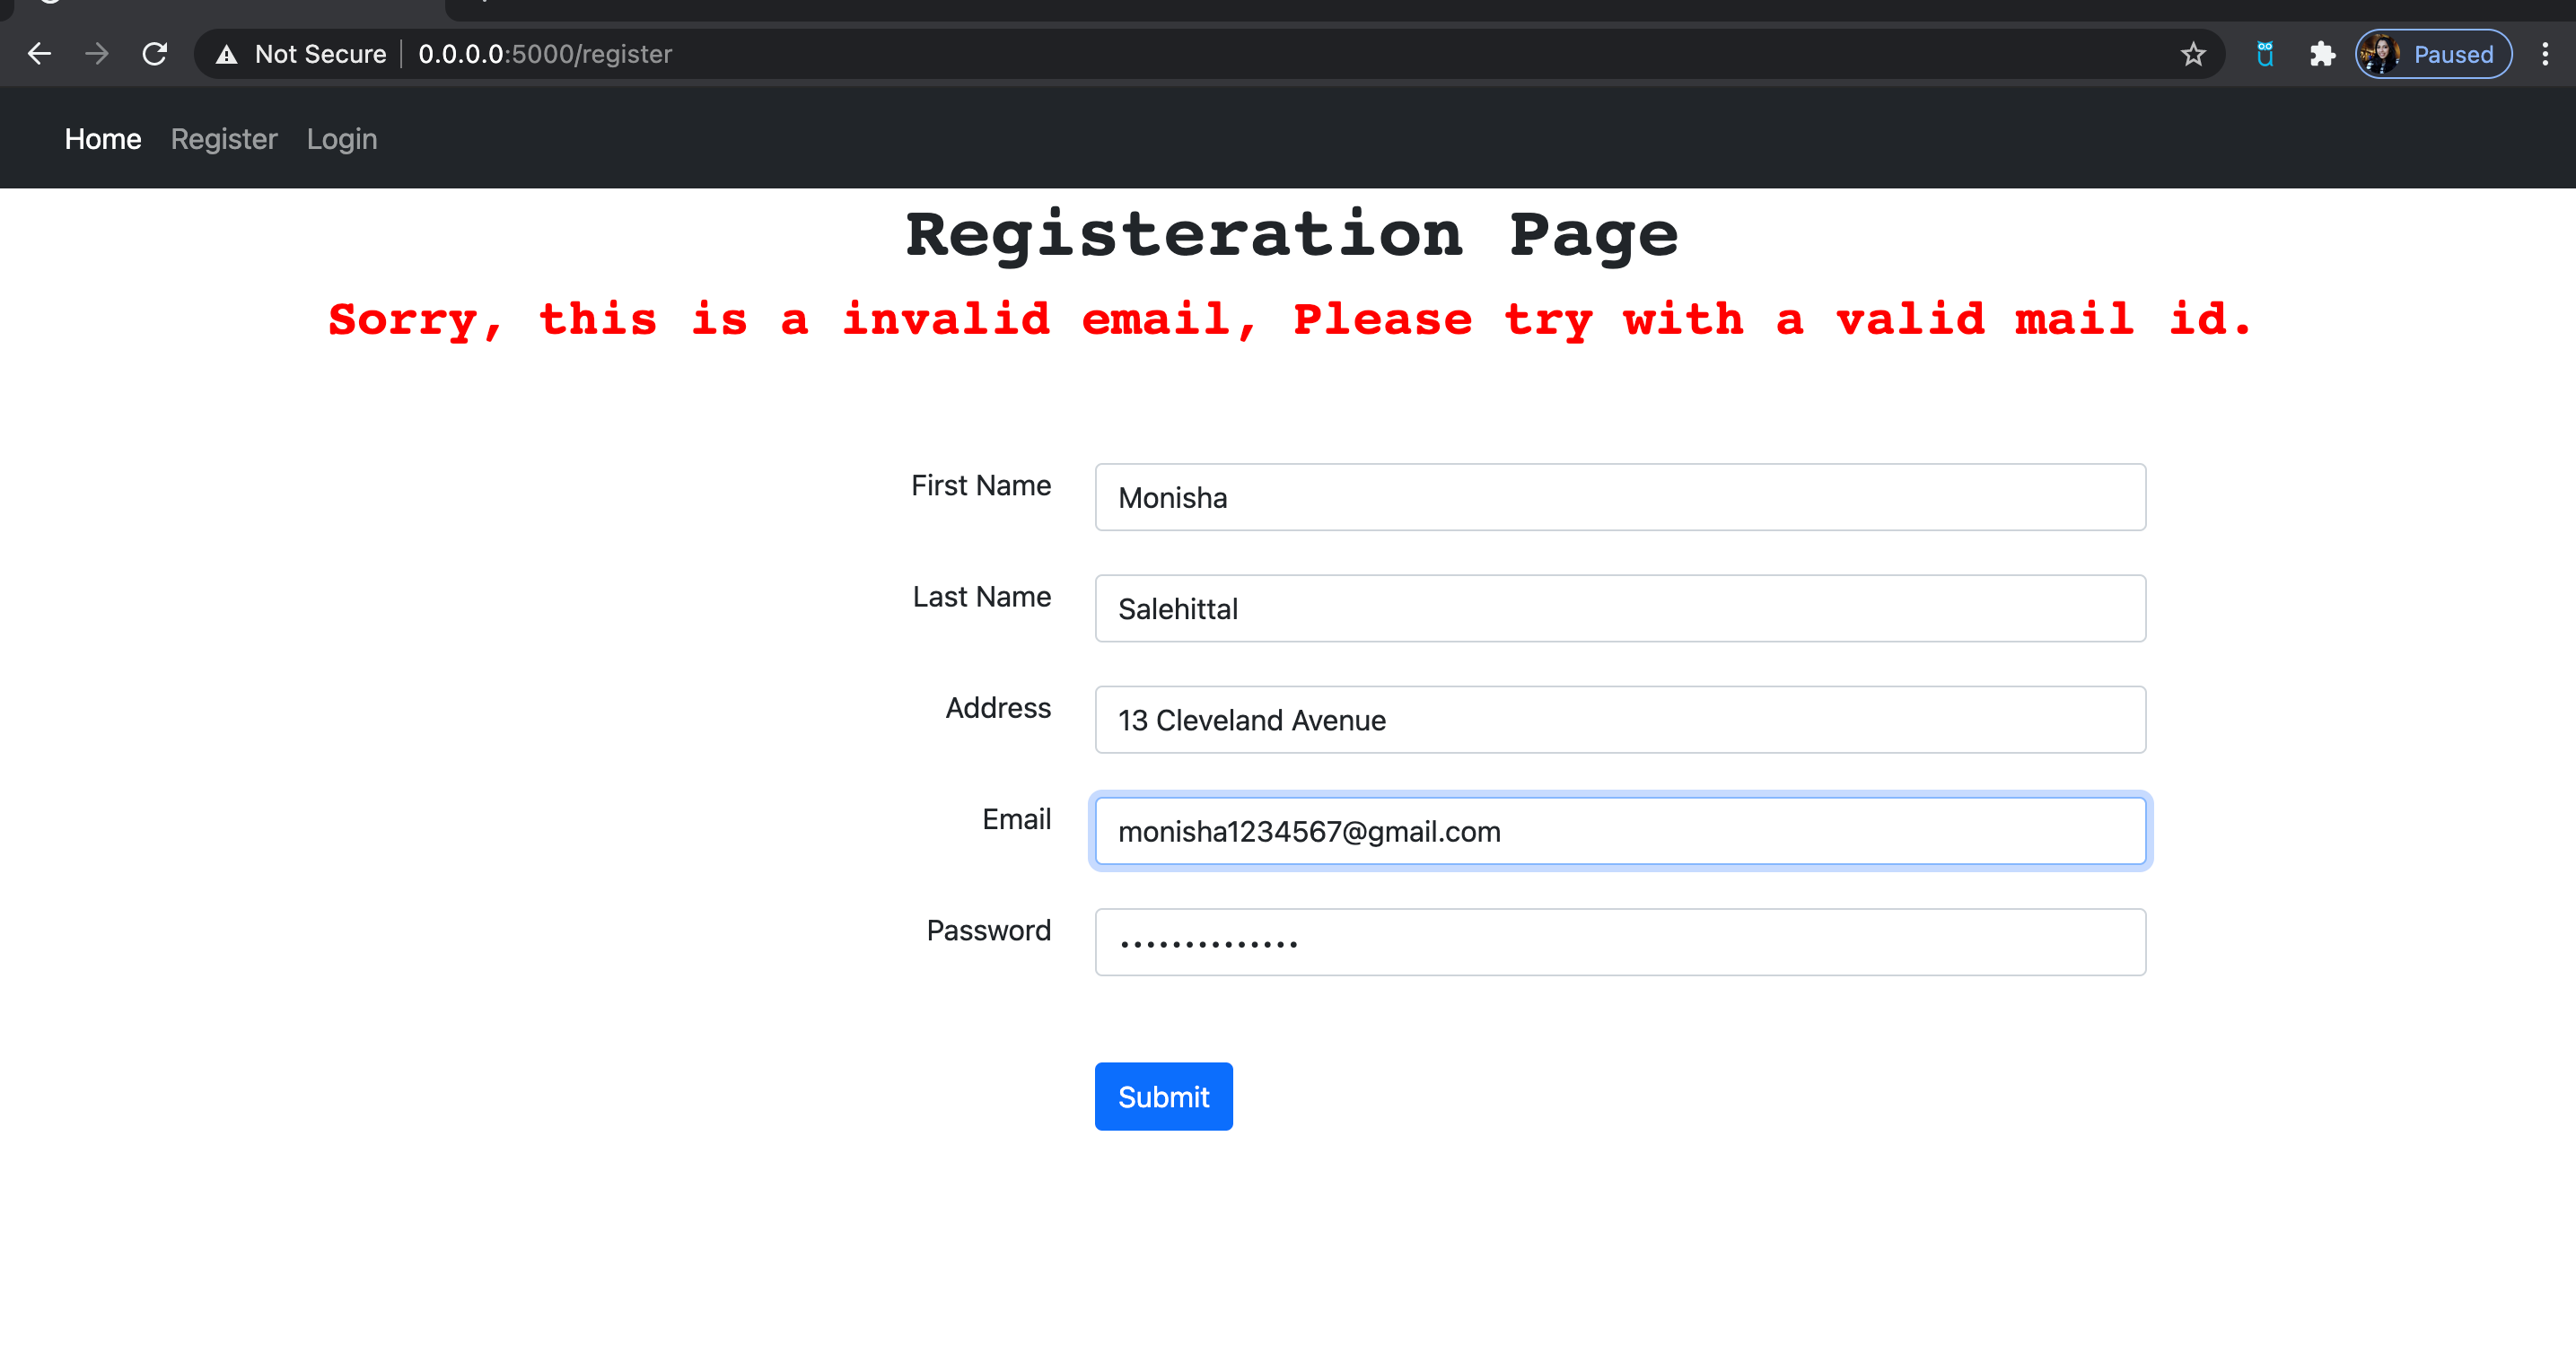 Not Secure 0.0.0.0:5000/register Paused
Home Register Login
Registeration Page
Sorry, this is a invalid email, Please try with a valid mail id.
First Name Monisha
Last Name Salehittal
Address 13 Cleveland Avenue
Email monisha1234567@gmail.com
Password ••••••••••••••
Submit